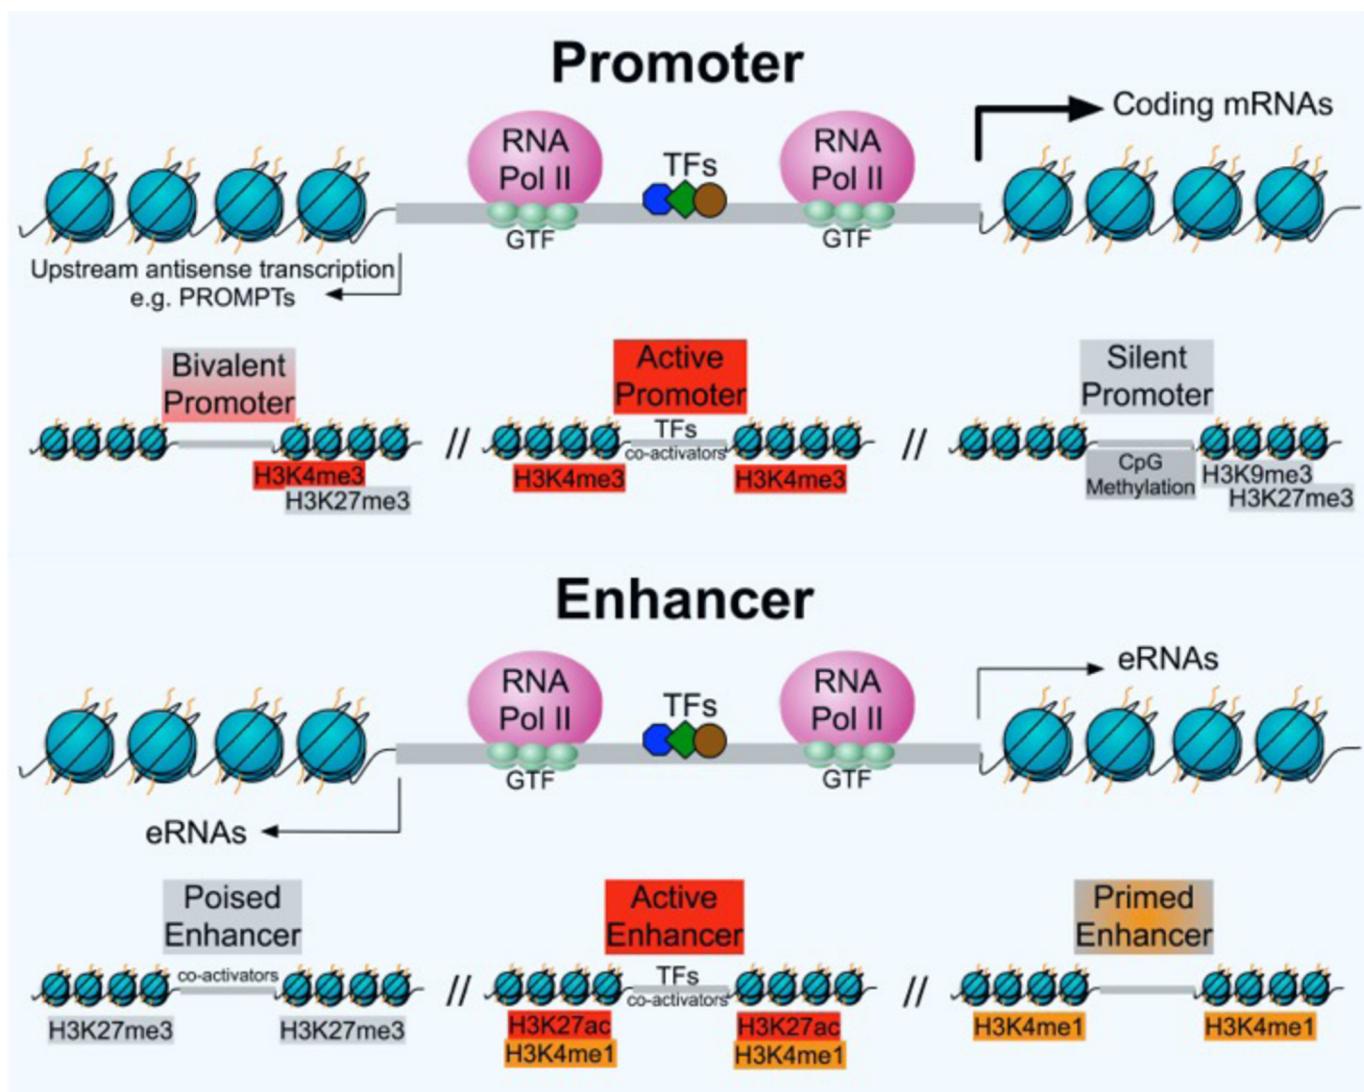 Promoter
Coding mRNAs
RNA
Pol II
TFs
RNA
Pol II
GTF
GTF
Upstream antisense transcription
e.g. PROMPTs
Bivalent
Promoter
Active
Promoter
Silent
Promoter
TFs
co-activators
H3K4me3
H3K27me3
//
H3K4me3
H3K4me3
//
CpG
Methylation
H3K9me3
H3K27me3
Enhancer
eRNAs
RNA
Pol II
TFs
RNA
Pol II
GTF
GTF
eRNAs
Poised
Enhancer
Active
Enhancer
Primed
Enhancer
co-activators
//
TFs
co-activators
//
H3K27me3
H3K27me3
H3K27ac
H3K4me1
H3K27ac
H3K4me1
H3K4me1
H3K4me1